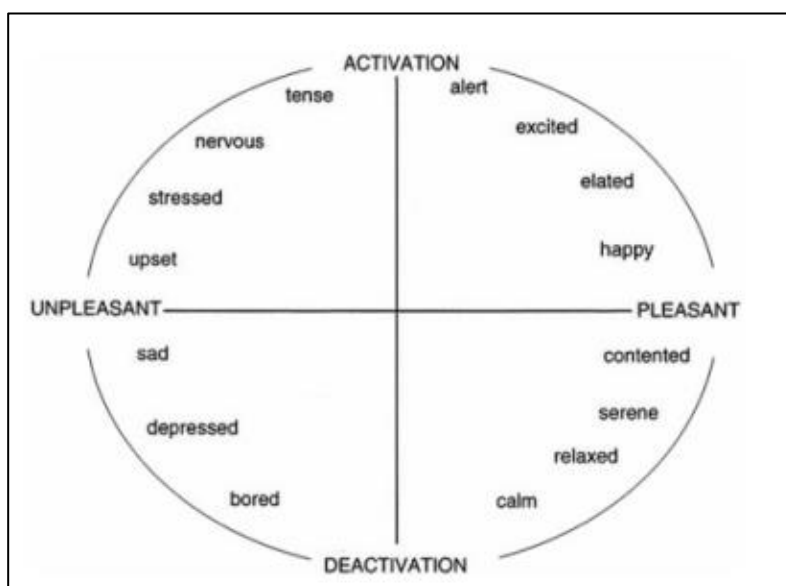 ACTIVATION
tense
alert
nervous
excited
stressed
elated
upset
happy
UNPLEASANT
PLEASANT
sad
contented
depressed
serene
relaxed
bored
calm
DEACTIVATION